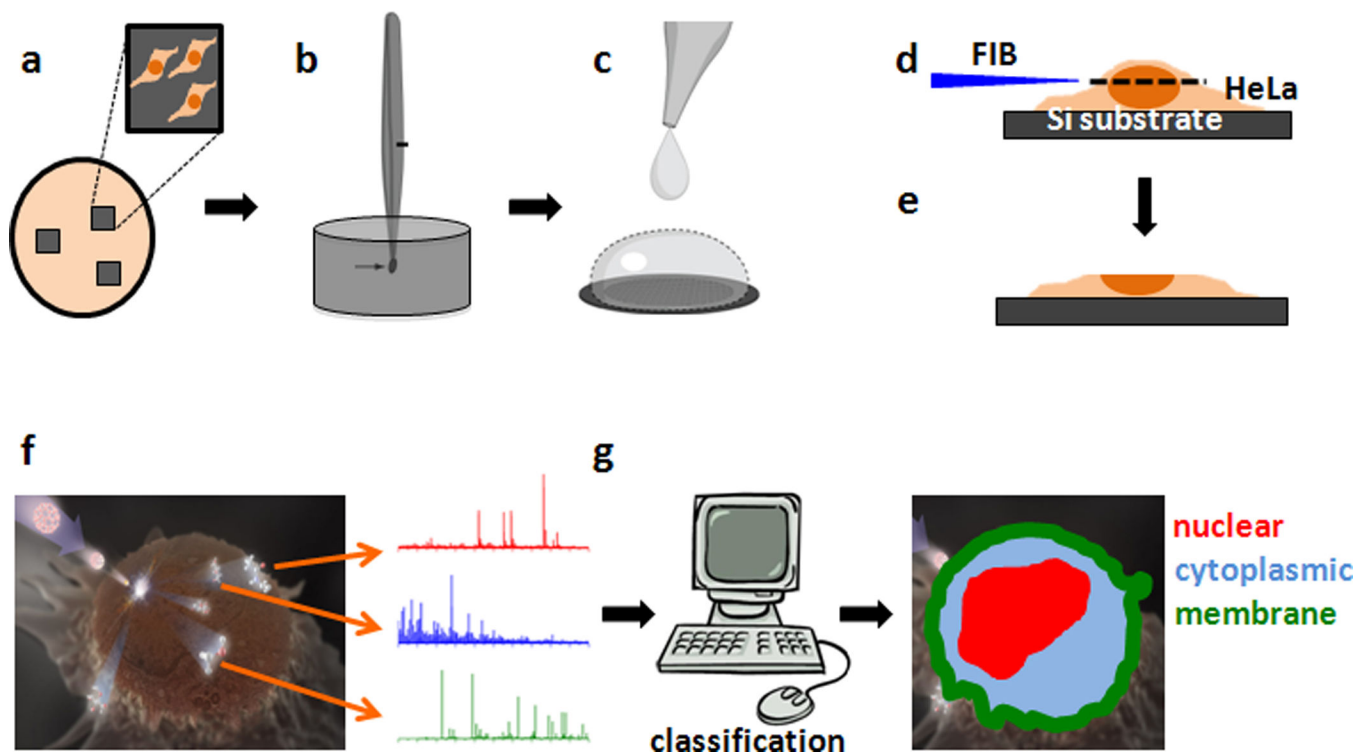 a
b
c
d
FIB
HeLa
Si substrate
e
f
g
nuclear
cytoplasmic
membrane
classification